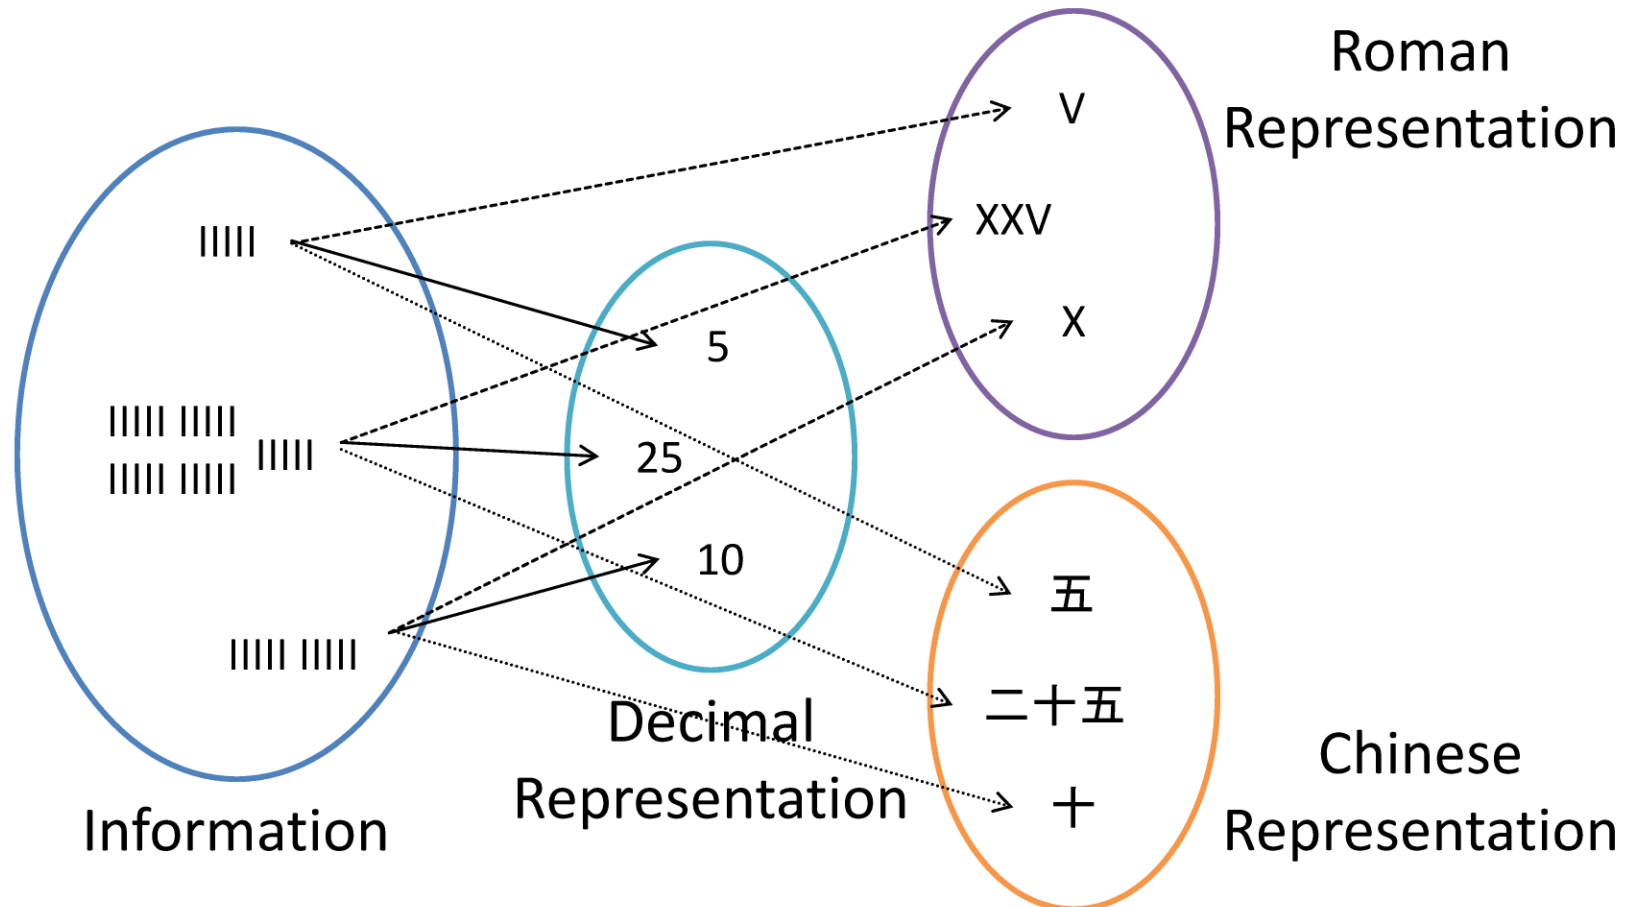 Information
IIIII
IIIII IIIII
IIIII
IIIII IIIII
IIIII IIIII
Decimal
Representation
5
25
10
Roman
Representation
V
XXV
X
Chinese
Representation
五
二十五
十